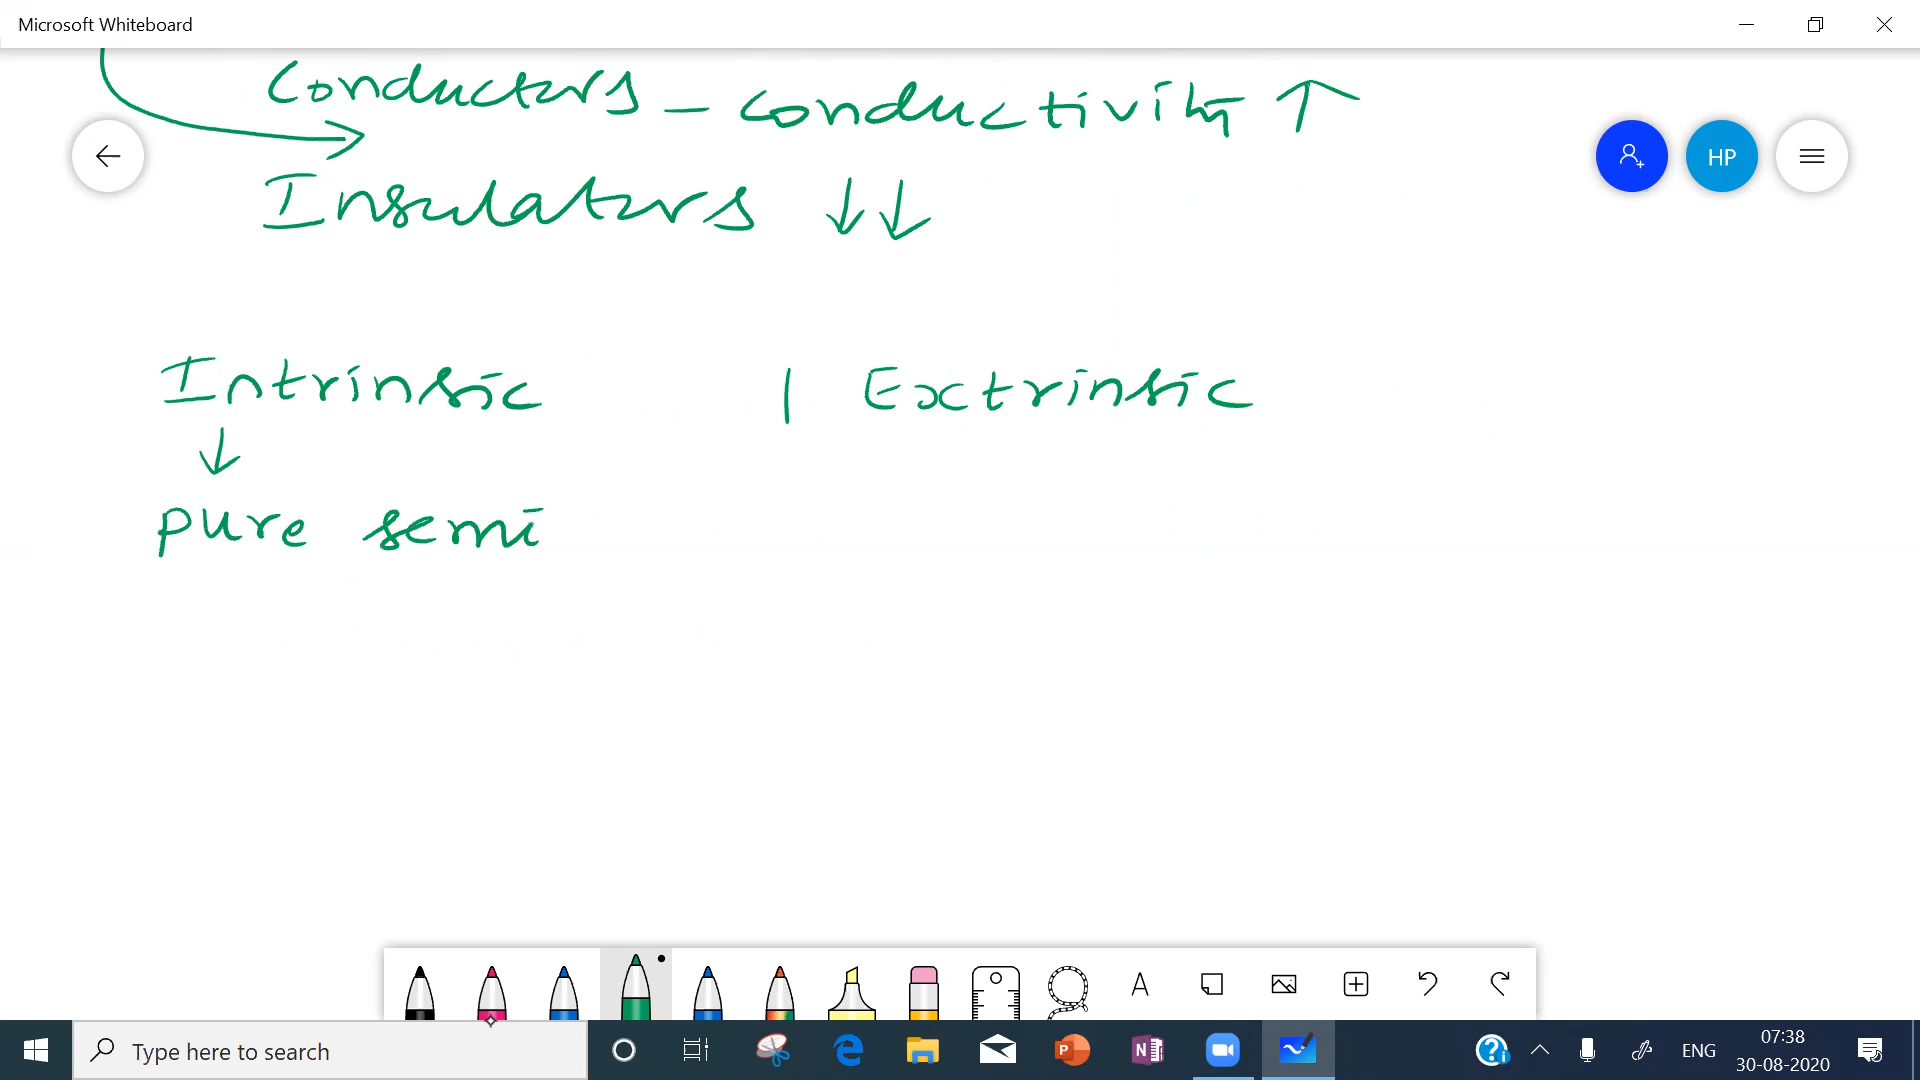 Microsoft Whiteboard
Conductors - conductivity ↑
Insulators ↓↓
HP
Intrinsic | Extrinsic
↓
pure semi
A
Type here to search
ENG
07:38
30-08-2020